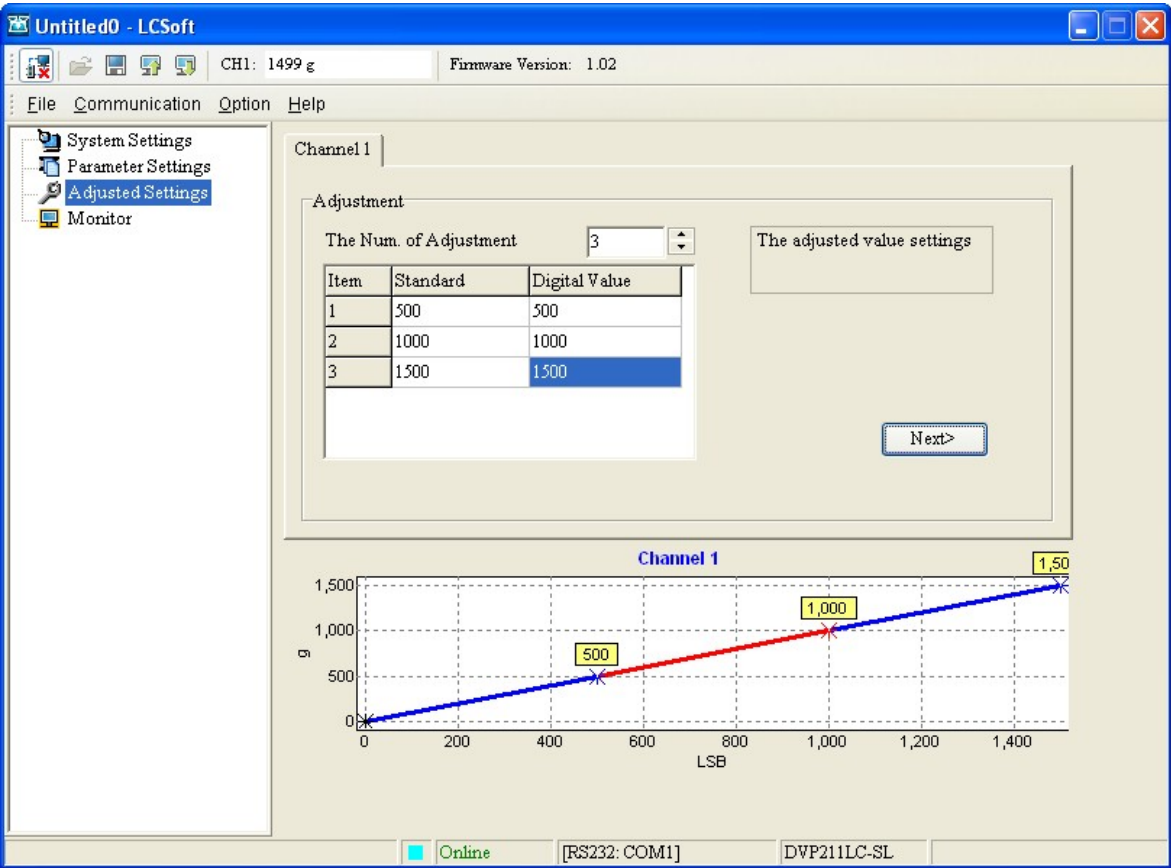 Untitled0 - LCSoft
CH1: 1499 g
Firmware Version: 1.02
File Communication Option Help
System Settings
Parameter Settings
Adjusted Settings
Monitor
Channel 1
Adjustment
The Num. of Adjustment 3
The adjusted value settings
Item Standard Digital Value
1 500 500
2 1000 1000
3 1500 1500
Next>
Channel 1
1,50
1,500
1,000
1,000
500
500
0
g
0 200 400 600 800 1,000 1,200 1,400
LSB
Online [RS232: COM1] DVP211LC-SL